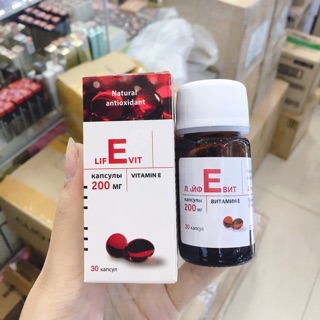 Natural
antioxidant
LIFEVIT
капсулы
200 мг
VITAMIN E
30 капсул
ЛАЙФЕВИТ
капсулы
200 мг
ВИТАМИН E
30 капсул